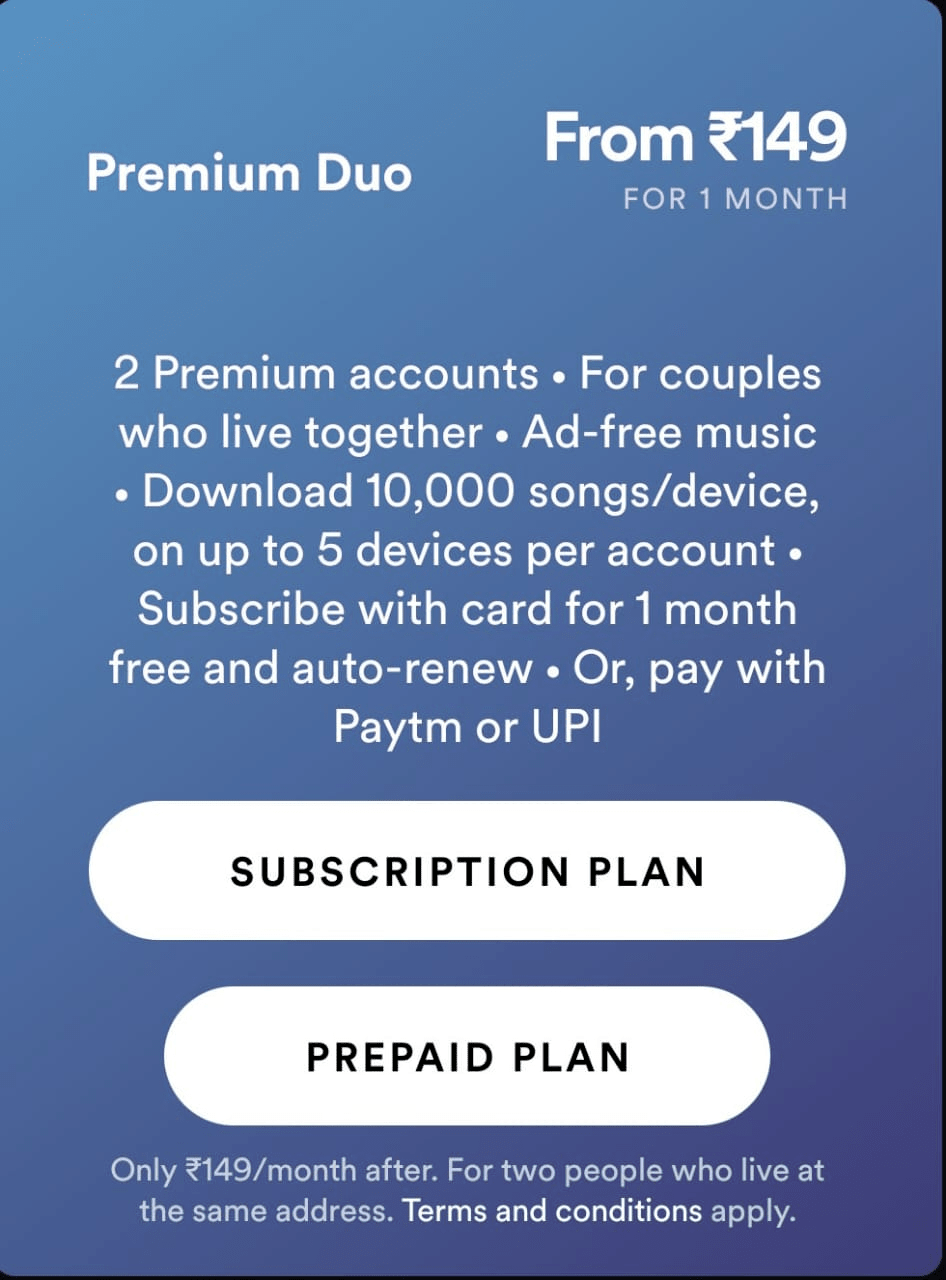 Premium Duo
From ₹149
FOR 1 MONTH
2 Premium accounts • For couples
who live together • Ad-free music
• Download 10,000 songs/device,
on up to 5 devices per account •
Subscribe with card for 1 month
free and auto-renew • Or, pay with
Paytm or UPI
SUBSCRIPTION PLAN
PREPAID PLAN
Only ₹149/month after. For two people who live at
the same address. Terms and conditions apply.